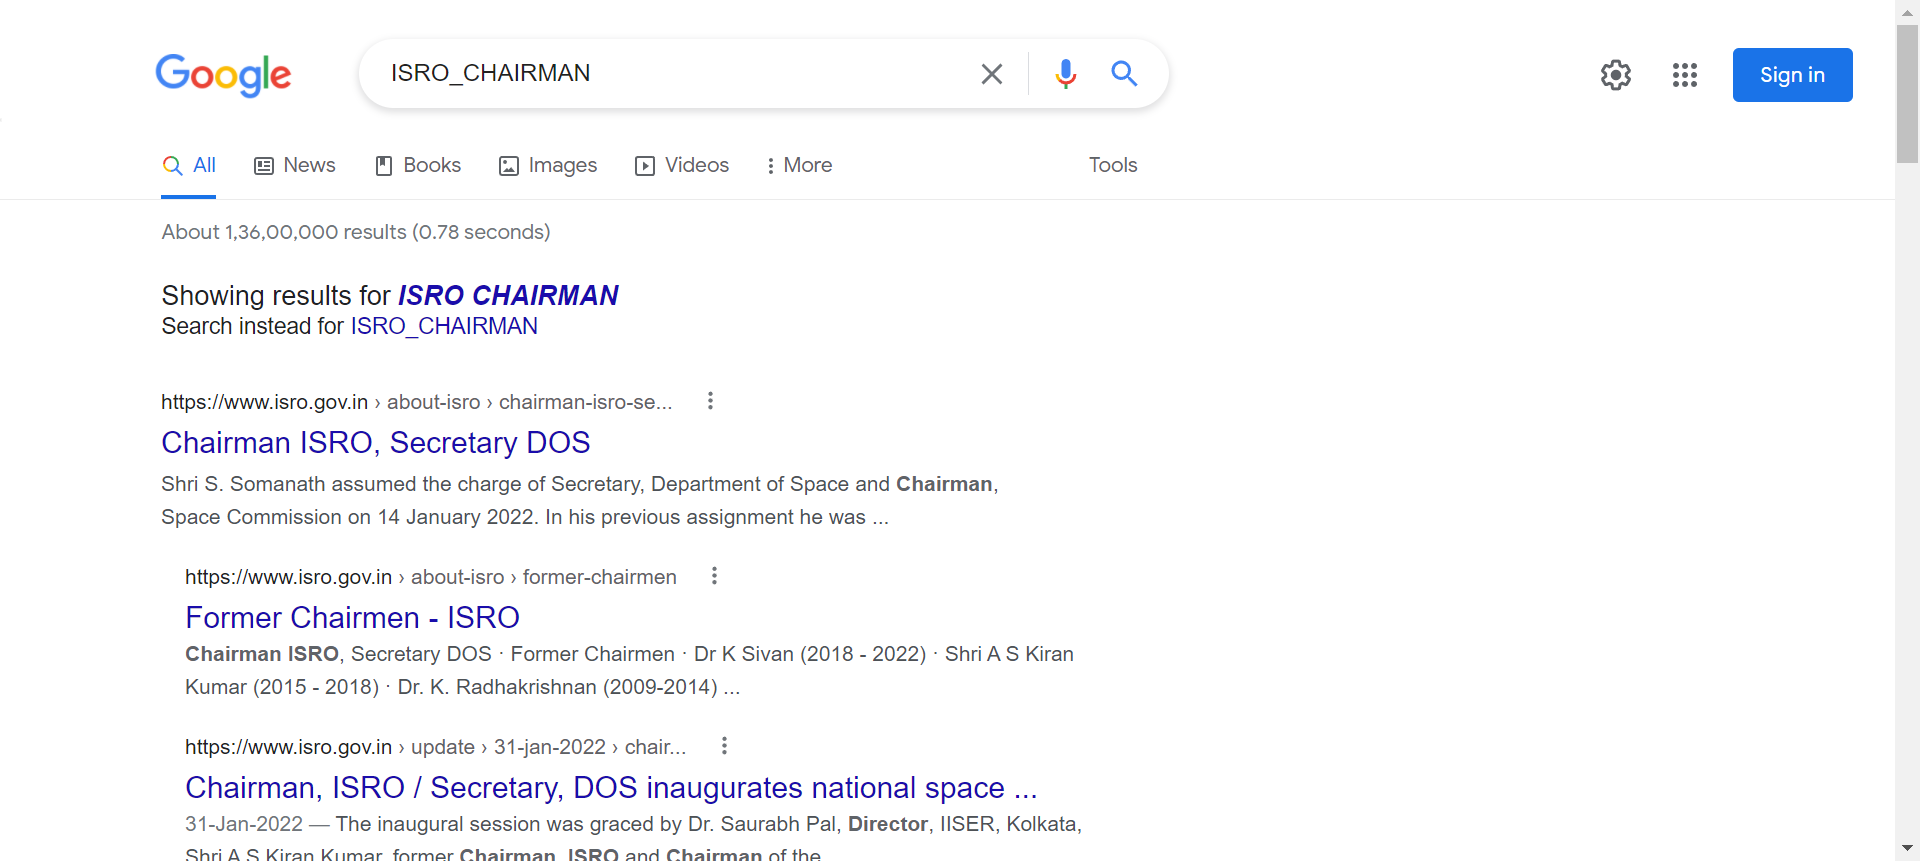 Google
ISRO_CHAIRMAN
Sign in
All News Books Images Videos More Tools
About 1,36,00,000 results (0.78 seconds)
Showing results for ISRO CHAIRMAN
Search instead for ISRO_CHAIRMAN
https://www.isro.gov.in › about-isro › chairman-isro-se...
Chairman ISRO, Secretary DOS
Shri S. Somanath assumed the charge of Secretary, Department of Space and Chairman,
Space Commission on 14 January 2022. In his previous assignment he was ...
https://www.isro.gov.in › about-isro › former-chairmen
Former Chairmen - ISRO
Chairman ISRO, Secretary DOS · Former Chairmen · Dr K Sivan (2018 - 2022) · Shri A S Kiran
Kumar (2015 - 2018) · Dr. K. Radhakrishnan (2009-2014) ...
https://www.isro.gov.in › update › 31-jan-2022 › chair...
Chairman, ISRO / Secretary, DOS inaugurates national space ...
31-Jan-2022 — The inaugural session was graced by Dr. Saurabh Pal, Director, IISER, Kolkata,
Shri A S Kiran Kumar, former Chairman, ISRO and Chairman of the